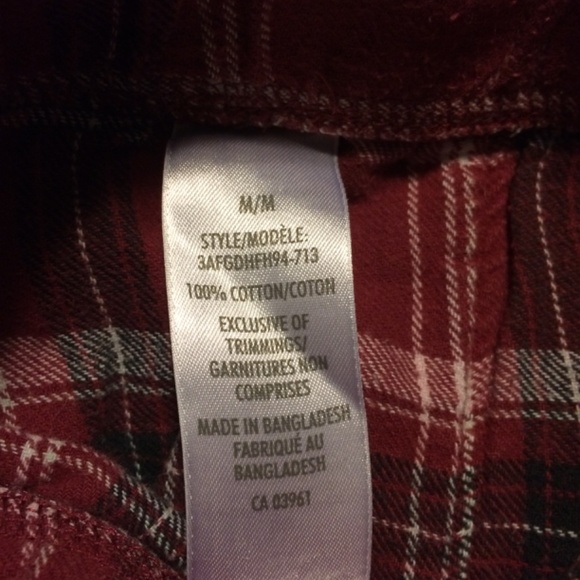 M/M
STYLE/MODÈLE:
3AFGDHFH94-713
100% COTTON/COTON
EXCLUSIVE OF
TRIMMINGS/
GARNITURES NON
COMPRISES
MADE IN BANGLADESH
FABRIQUÉ AU
BANGLADESH
CA 03961